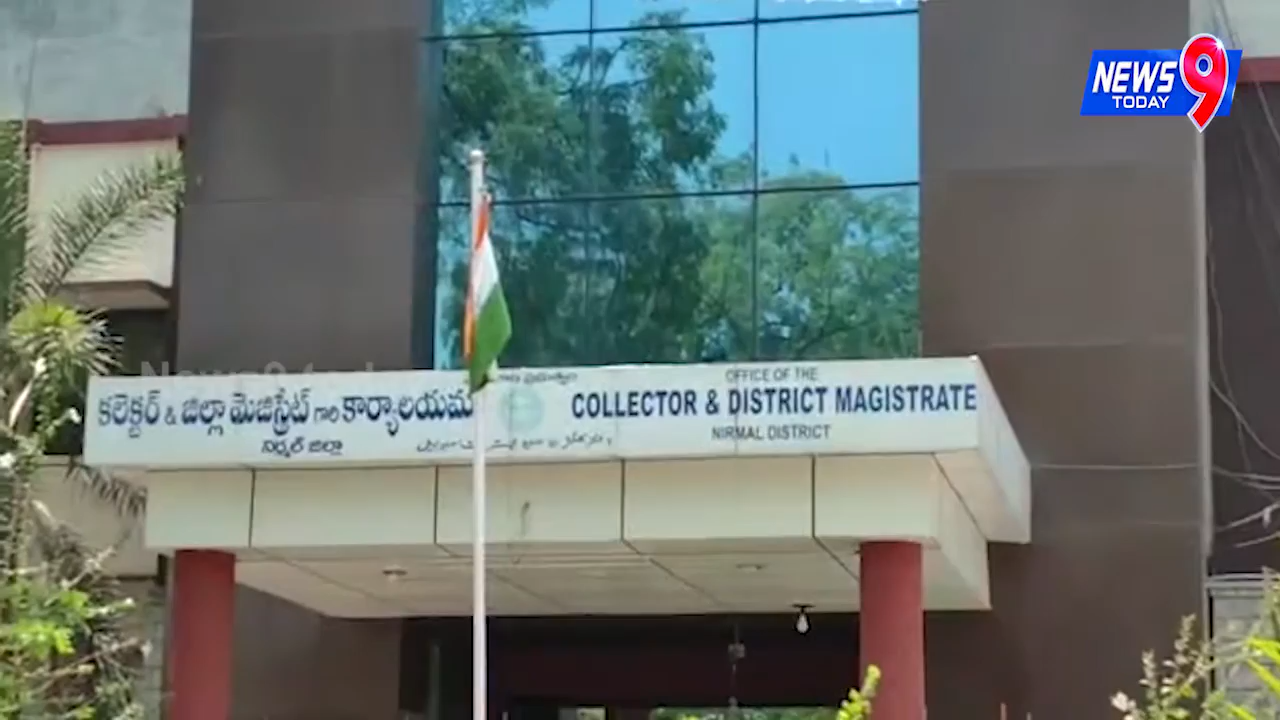 NEWS 9
TODAY
OFFICE OF THE
కలెక్టర్ & జిల్లా మెజిస్ట్రేట్ గారి కార్యాలయము
COLLECTOR & DISTRICT MAGISTRATE
నిర్మల్ జిల్లా
NIRMAL DISTRICT